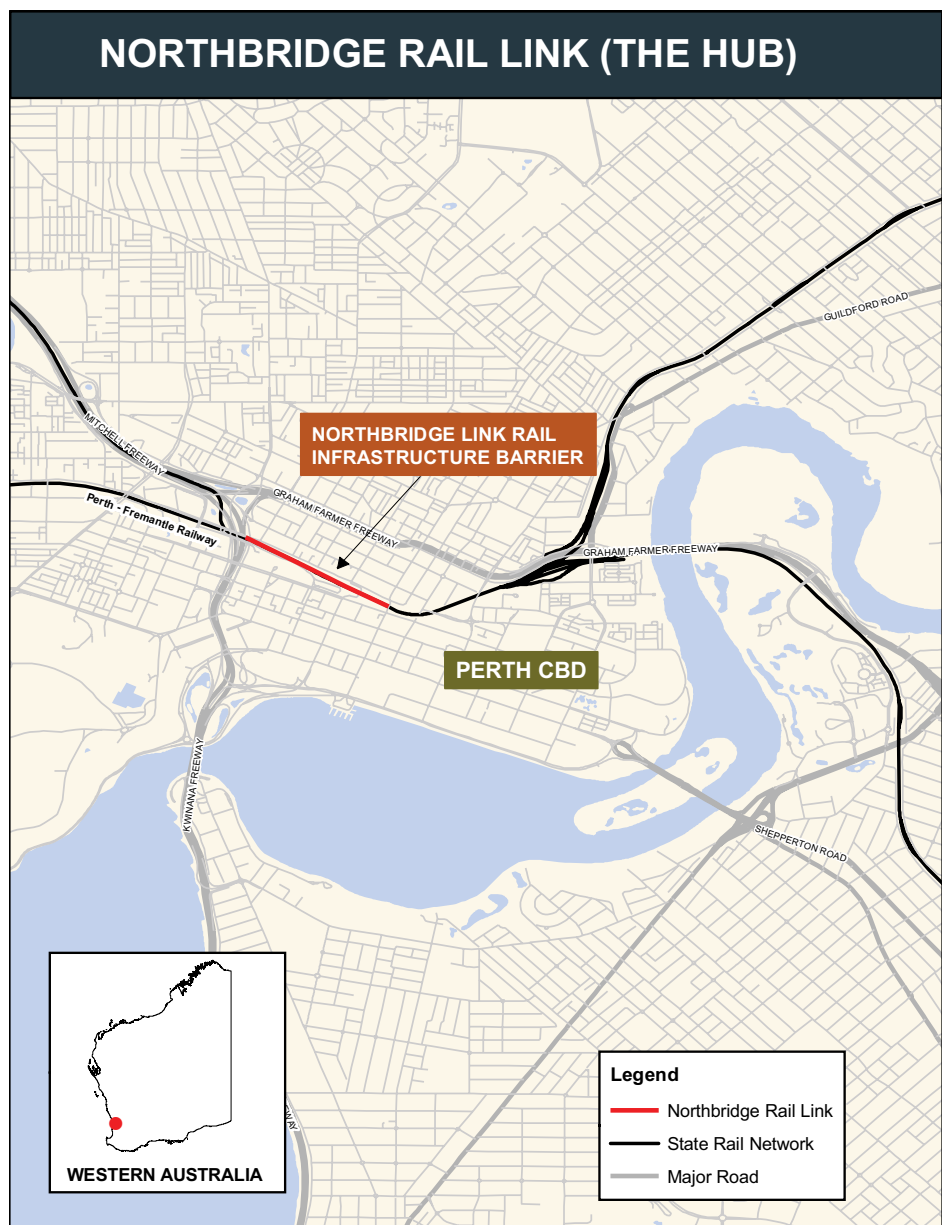 NORTHBRIDGE RAIL LINK (THE HUB)
GUILDFORD ROAD
MITCHELL FREEWAY
NORTHBRIDGE LINK RAIL
INFRASTRUCTURE BARRIER
Perth - Fremantle Railway
GRAHAM FARMER FREEWAY
GRAHAM FARMER FREEWAY
PERTH CBD
KWINANA FREEWAY
SHEPPERTON ROAD
WESTERN AUSTRALIA
Legend
Northbridge Rail Link
State Rail Network
Major Road